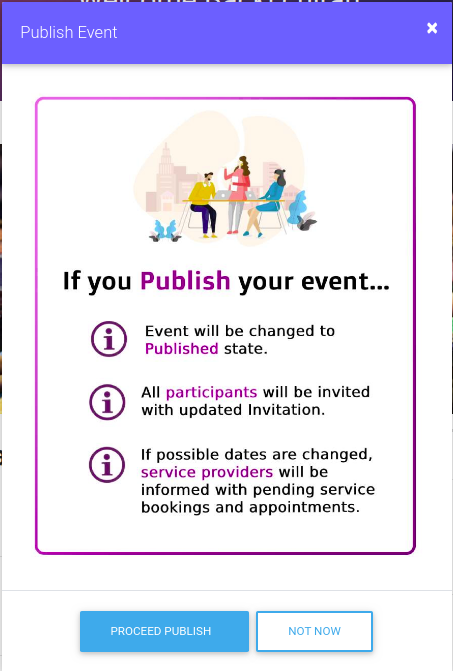 Publish Event
×
If you Publish your event...
Event will be changed to
Published state.
All participants will be invited
with updated Invitation.
If possible dates are changed,
service providers will be
informed with pending service
bookings and appointments.
PROCEED PUBLISH
NOT NOW